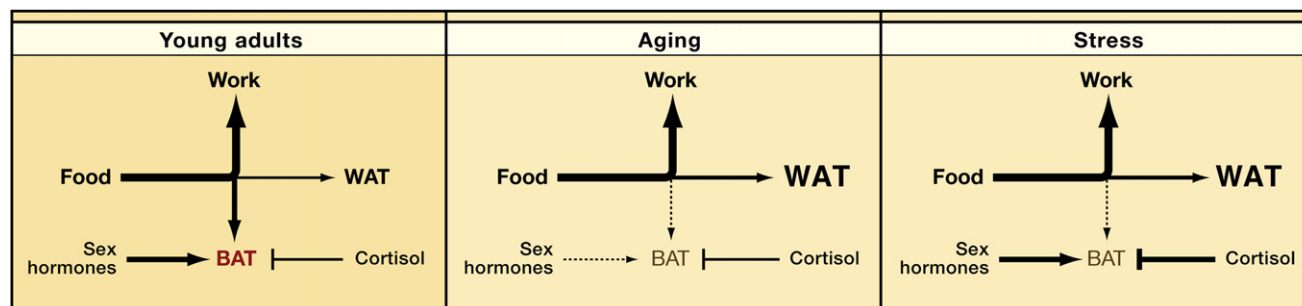 Young adults
Work
Food
WAT
Sex
hormones
BAT
Cortisol
Aging
Work
Food
WAT
Sex
hormones
BAT
Cortisol
Stress
Work
Food
WAT
Sex
hormones
BAT
Cortisol